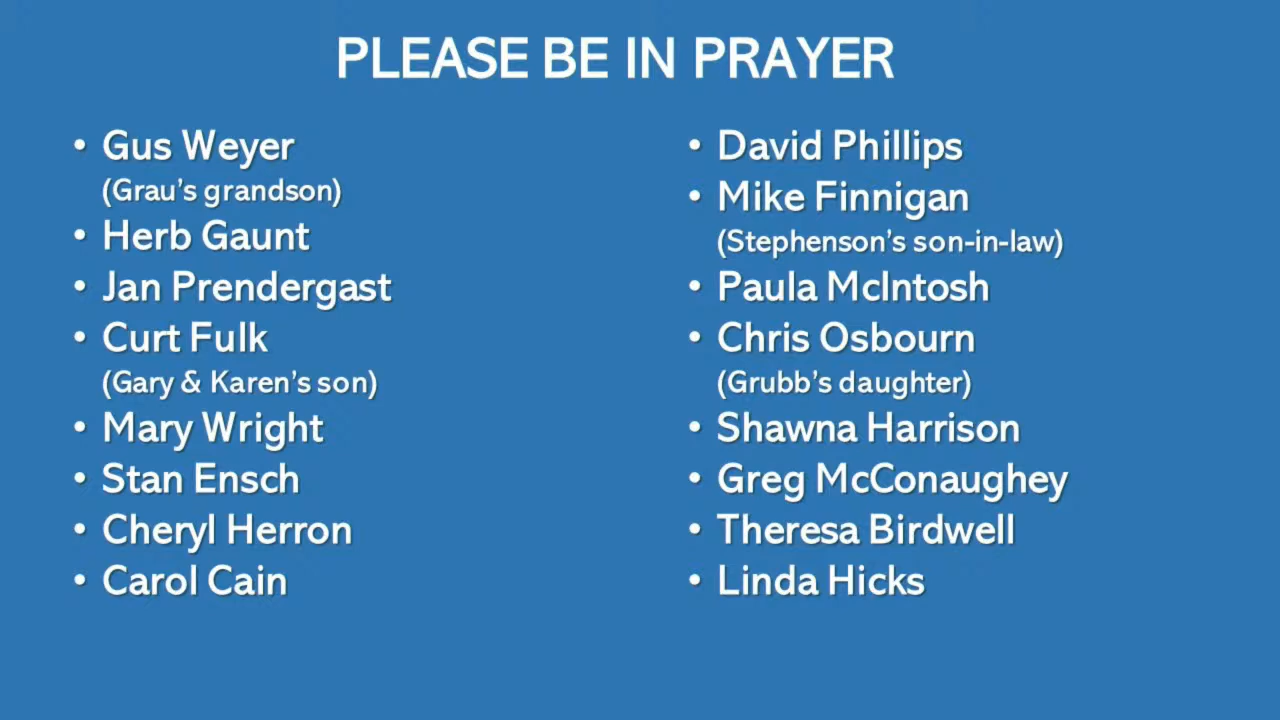 PLEASE BE IN PRAYER
• Gus Weyer
(Grau's grandson)
• Herb Gaunt
• Jan Prendergast
• Curt Fulk
(Gary & Karen's son)
• Mary Wright
• Stan Ensch
• Cheryl Herron
• Carol Cain
• David Phillips
• Mike Finnigan
(Stephenson's son-in-law)
• Paula McIntosh
• Chris Osbourn
(Grubb's daughter)
• Shawna Harrison
• Greg McConaughey
• Theresa Birdwell
• Linda Hicks